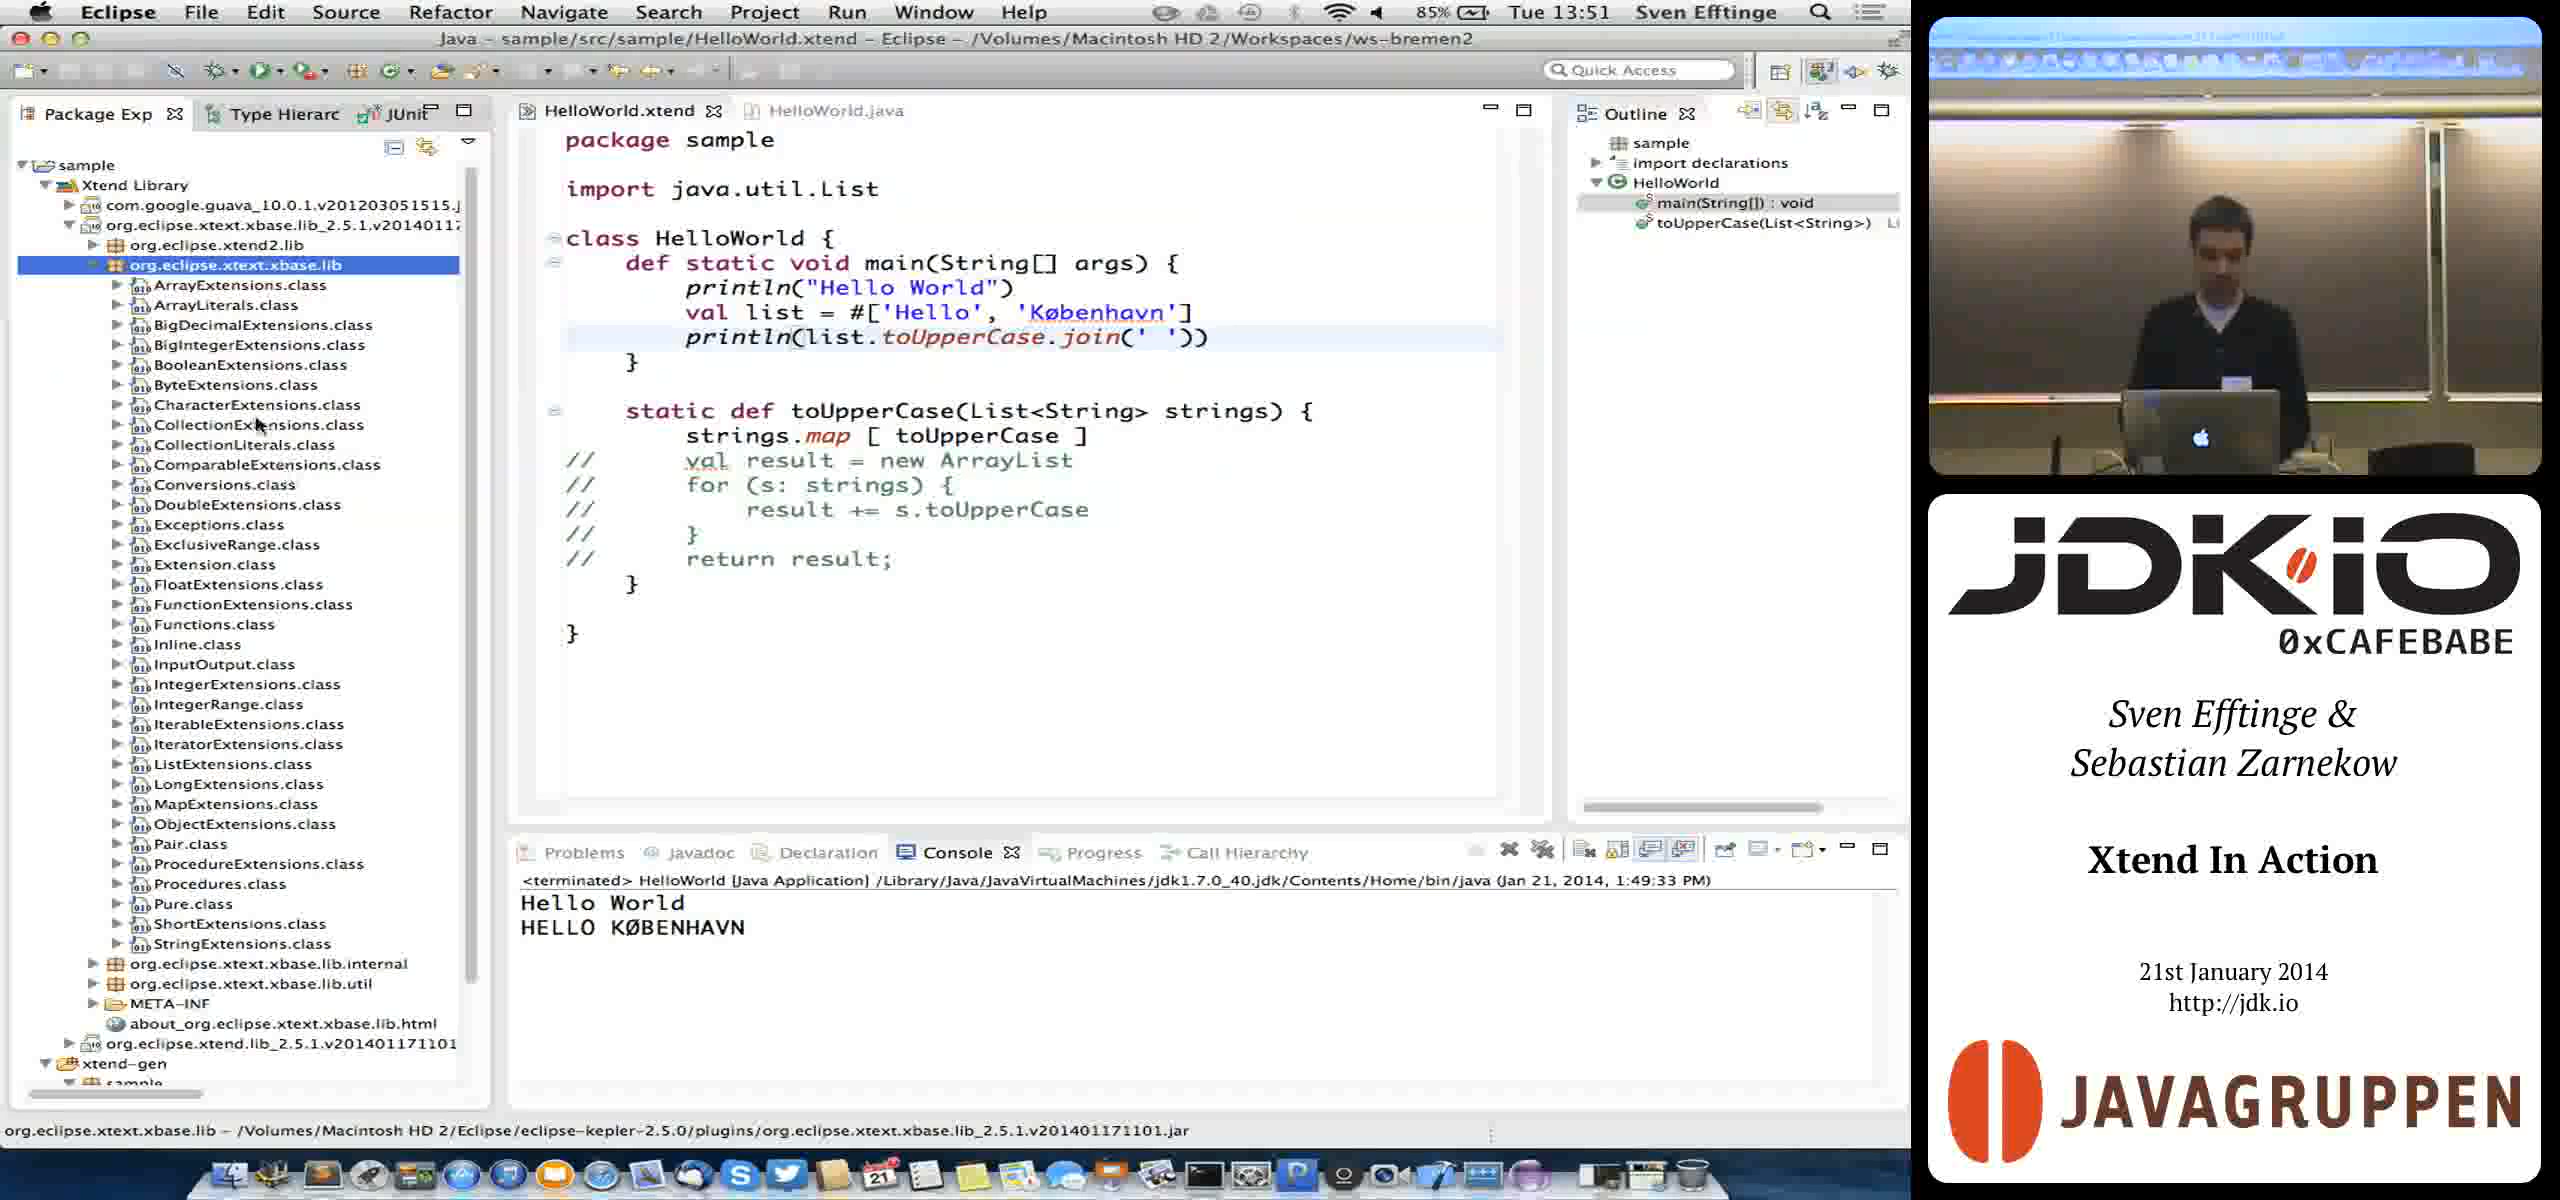 Eclipse File Edit Source Refactor Navigate Search Project Run Window Help 85% Tue 13:51 Sven Efftinge
Java - sample/src/sample/HelloWorld.xtend - Eclipse - /Volumes/Macintosh HD 2/Workspaces/ws-bremen2
Quick Access
Package Exp Type Hierarc JUnit
sample
Xtend Library
com.google.guava_10.0.1.v201203051515.j
org.eclipse.xtext.xbase.lib_2.5.1.v2014011
org.eclipse.xtend2.lib
org.eclipse.xtext.xbase.lib
ArrayExtensions.class
ArrayLiterals.class
BigDecimalExtensions.class
BigIntegerExtensions.class
BooleanExtensions.class
ByteExtensions.class
CharacterExtensions.class
CollectionExtensions.class
CollectionLiterals.class
ComparableExtensions.class
Conversions.class
DoubleExtensions.class
Exceptions.class
ExclusiveRange.class
Extension.class
FloatExtensions.class
FunctionExtensions.class
Functions.class
Inline.class
InputOutput.class
IntegerExtensions.class
IntegerRange.class
IterableExtensions.class
IteratorExtensions.class
ListExtensions.class
LongExtensions.class
MapExtensions.class
ObjectExtensions.class
Pair.class
ProcedureExtensions.class
Procedures.class
Pure.class
ShortExtensions.class
StringExtensions.class
org.eclipse.xtext.xbase.lib.internal
org.eclipse.xtext.xbase.lib.util
META-INF
about_org.eclipse.xtext.xbase.lib.html
org.eclipse.xtend.lib_2.5.1.v201401171101
xtend-gen
sample
HelloWorld.xtend HelloWorld.java
package sample
import java.util.List
class HelloWorld {
def static void main(String[] args) {
println("Hello World")
val list = #['Hello', 'København']
println(list.toUpperCase.join(' '))
}
static def toUpperCase(List<String> strings) {
strings.map [ toUpperCase ]
// val result = new ArrayList
// for (s: strings) {
// result += s.toUpperCase
// }
// return result;
}
}
Outline
sample
import declarations
HelloWorld
main(String[]) : void
toUpperCase(List<String>) Li
Problems Javadoc Declaration Console Progress Call Hierarchy
<terminated> HelloWorld [Java Application] /Library/Java/JavaVirtualMachines/jdk1.7.0_40.jdk/Contents/Home/bin/java (Jan 21, 2014, 1:49:33 PM)
Hello World
HELLO KØBENHAVN
org.eclipse.xtext.xbase.lib - /Volumes/Macintosh HD 2/Eclipse/eclipse-kepler-2.5.0/plugins/org.eclipse.xtext.xbase.lib_2.5.1.v201401171101.jar
21
JDK.IO
0xCAFEBABE
Sven Efftinge &
Sebastian Zarnekow
Xtend In Action
21st January 2014
http://jdk.io
JAVAGRUPPEN